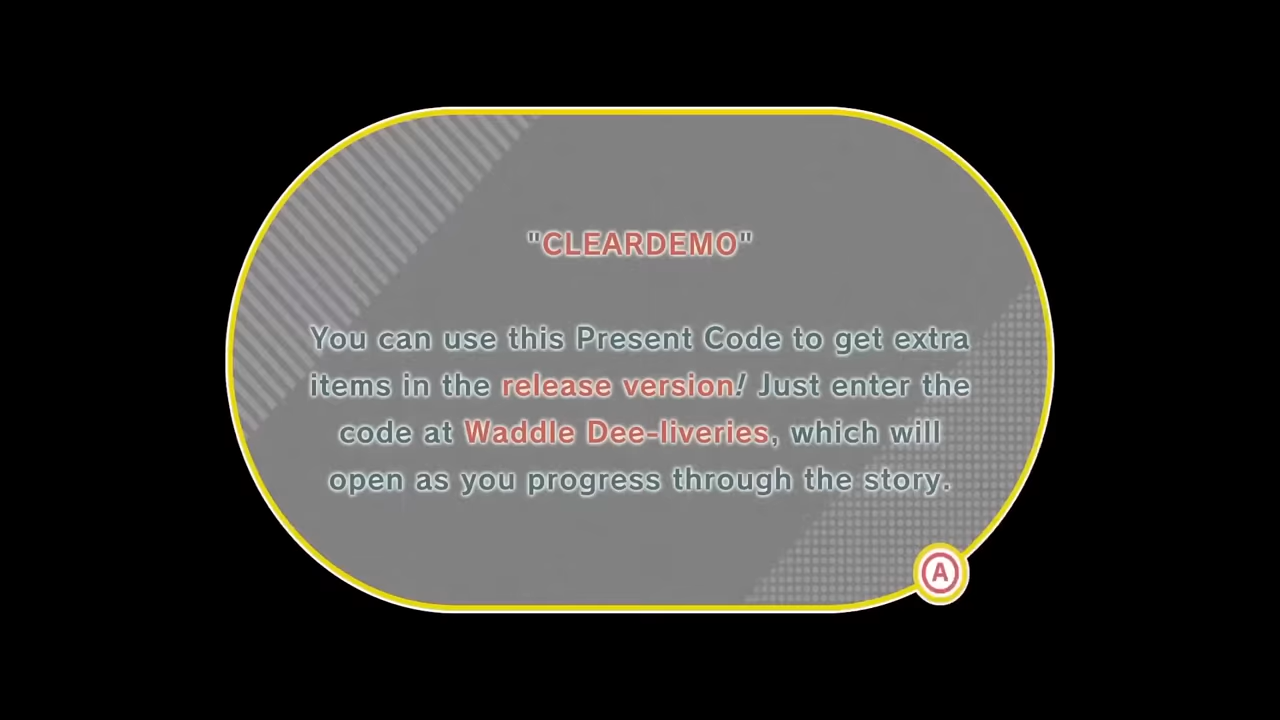 "CLEARDEMO"
You can use this Present Code to get extra
items in the release version! Just enter the
code at Waddle Dee-liveries, which will
open as you progress through the story.
A